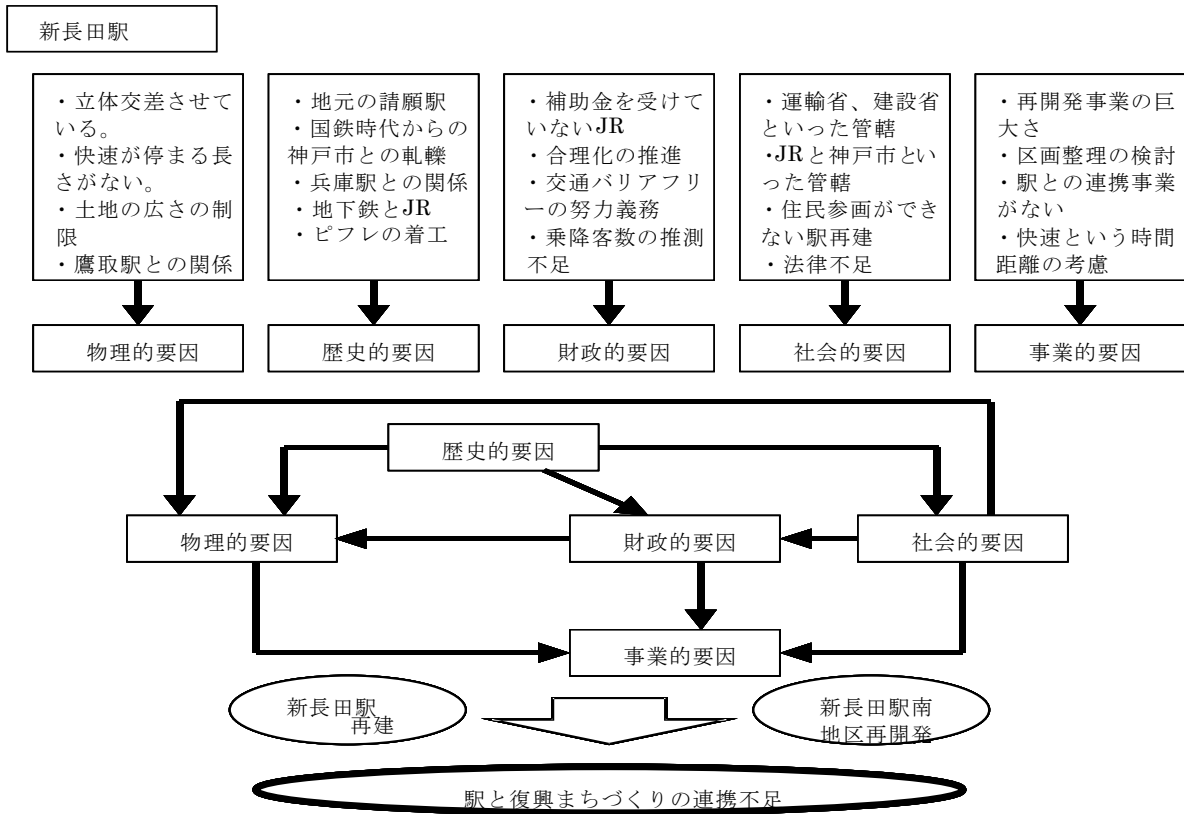 新長田駅
・立体交差させて
いる。
・快速が停まる長
さがない。
・土地の広さの制
限
・鷹取駅との関係
・地元の請願駅
・国鉄時代からの
神戸市との軋轢
・兵庫駅との関係
・地下鉄とJR
・ピフレの着工
・補助金を受けて
いないJR
・合理化の推進
・交通バリアフリ
ーの努力義務
・乗降客数の推測
不足
・運輸省、建設省
といった管轄
・JRと神戸市とい
った管轄
・住民参画ができ
ない駅再建
・法律不足
・再開発事業の巨
大さ
・区画整理の検討
・駅との連携事業
がない
・快速という時間
距離の考慮
物理的要因
歴史的要因
財政的要因
社会的要因
事業的要因
歴史的要因
物理的要因
財政的要因
社会的要因
事業的要因
新長田駅
再建
新長田駅南
地区再開発
駅と復興まちづくりの連携不足